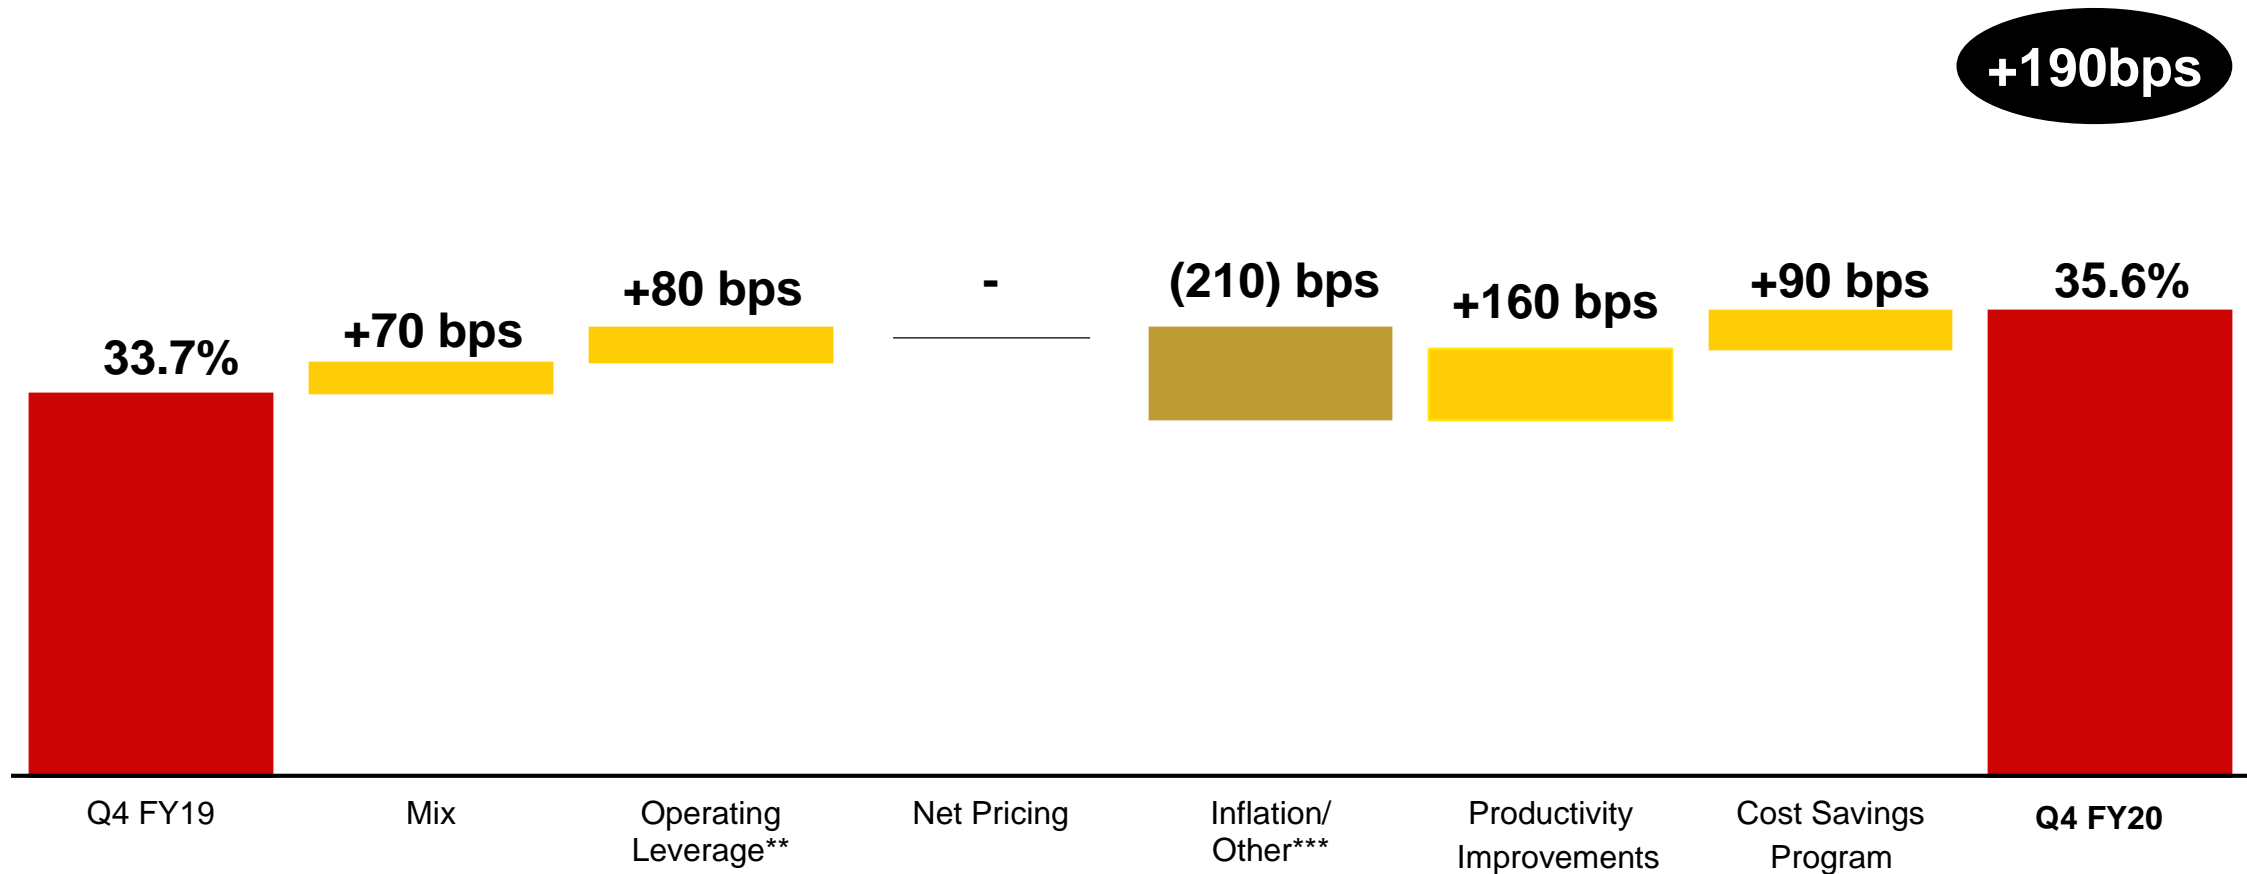 +190bps
33.7%
+70 bps
+80 bps
-
(210) bps
+160 bps
+90 bps
35.6%
Q4 FY19
Mix
Operating
Leverage**
Net Pricing
Inflation/
Other***
Productivity
Improvements
Cost Savings
Program
Q4 FY20